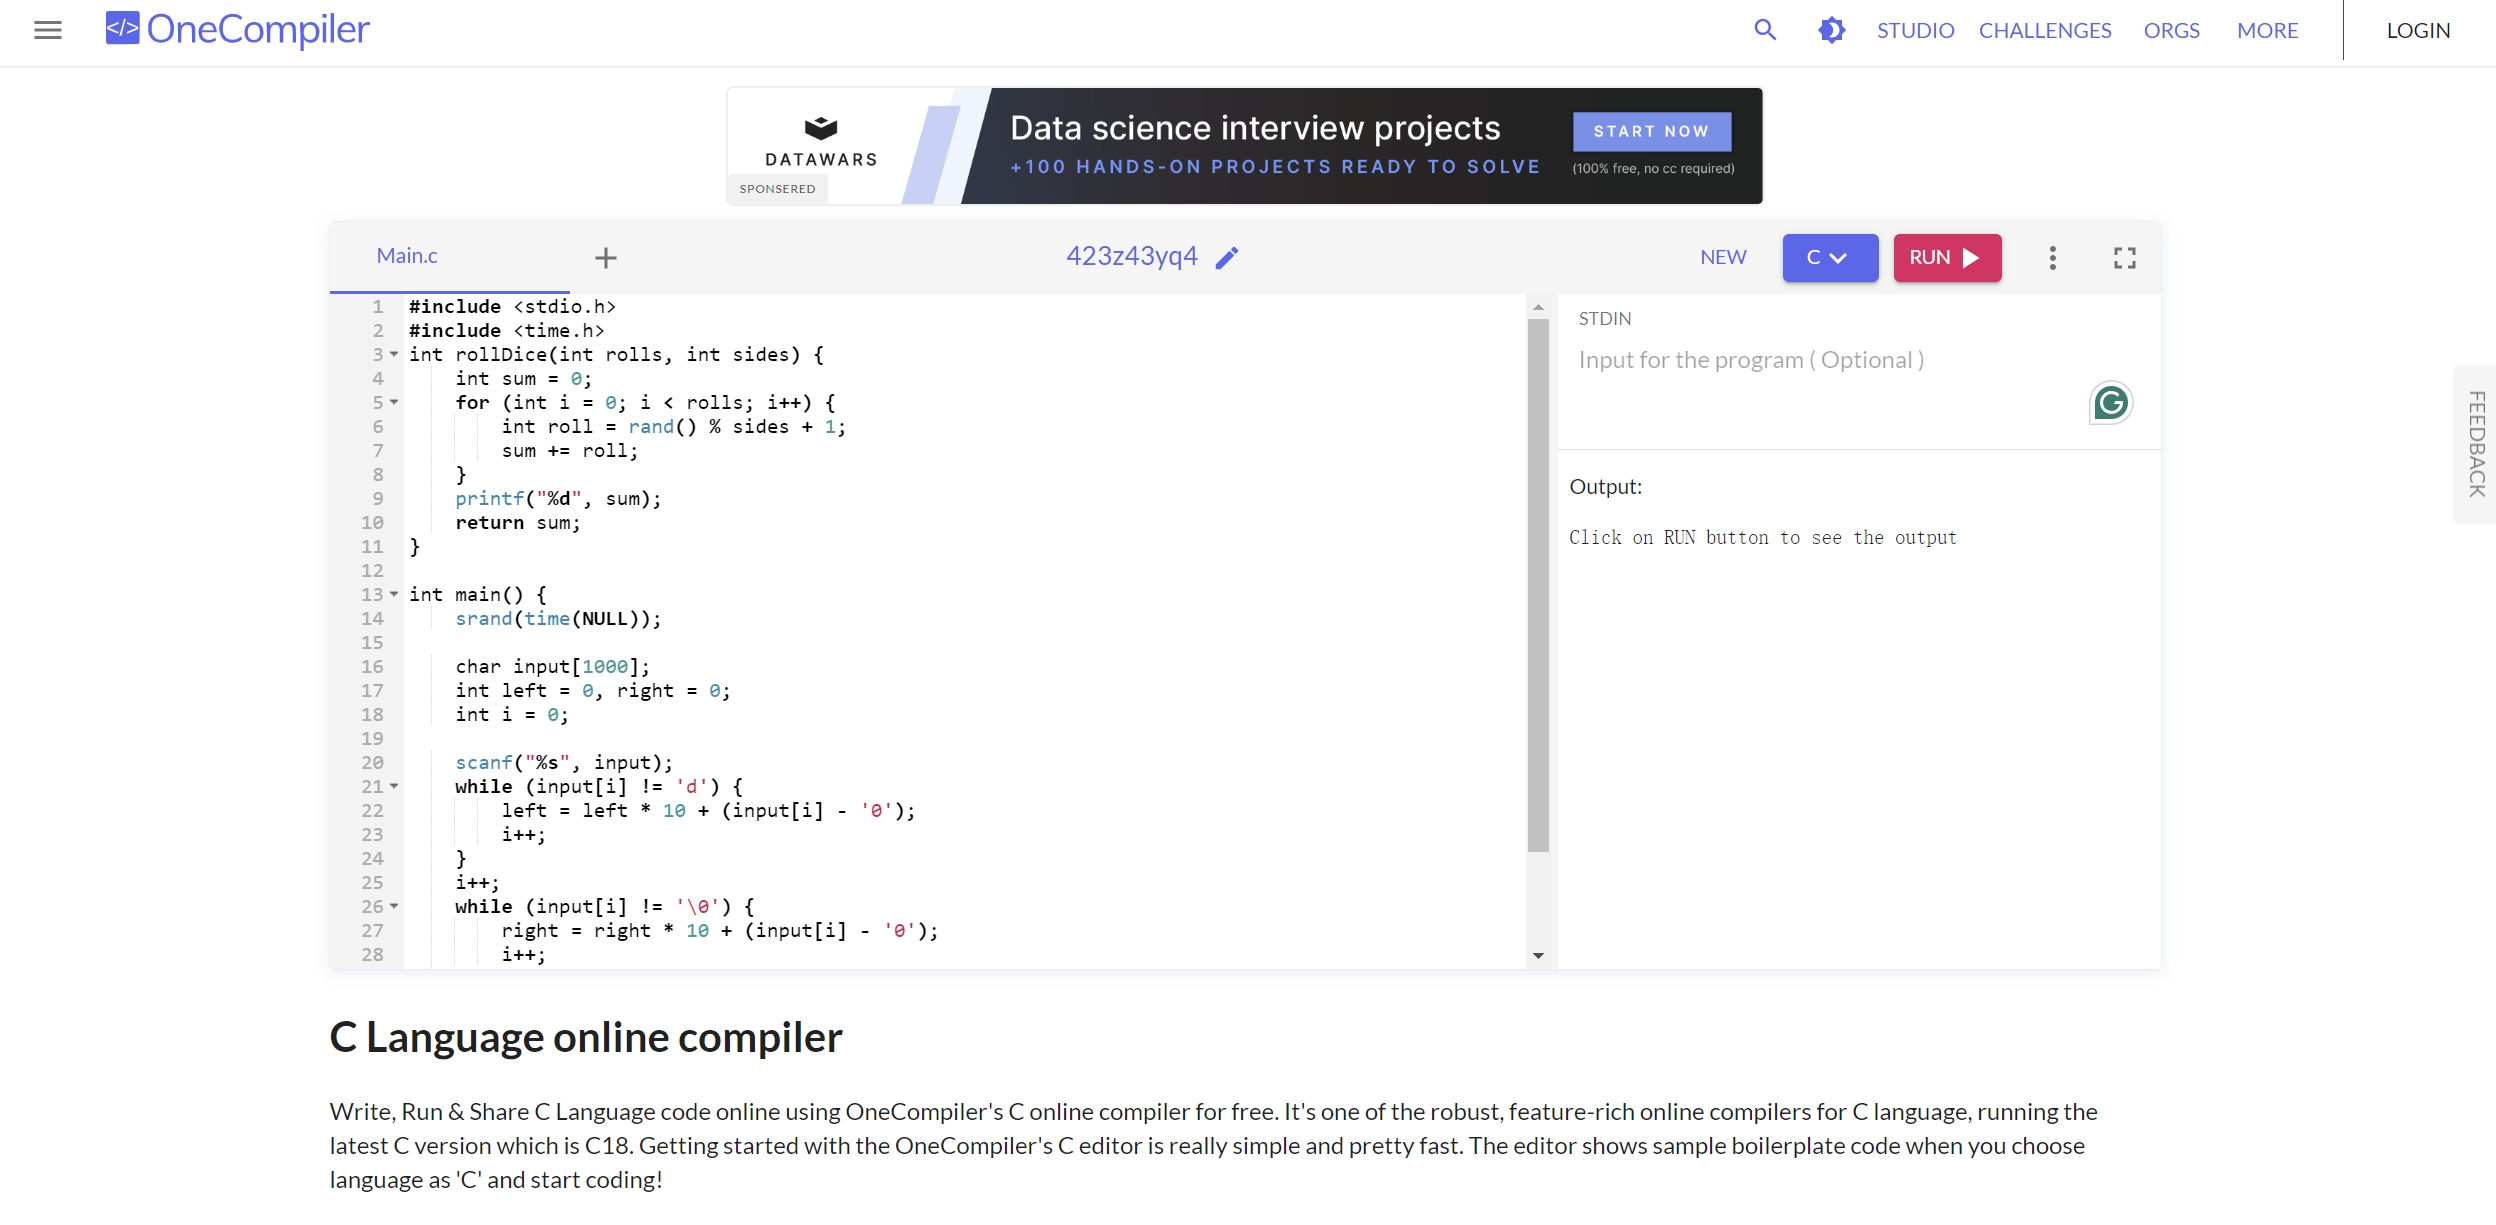 </> OneCompiler
STUDIO CHALLENGES ORGS MORE LOGIN
DATAWARS
SPONSERED
Data science interview projects
+100 HANDS-ON PROJECTS READY TO SOLVE
START NOW
(100% free, no cc required)
Main.c
423z43yq4
NEW C RUN
1 #include <stdio.h>
2 #include <time.h>
3 int rollDice(int rolls, int sides) {
4     int sum = 0;
5     for (int i = 0; i < rolls; i++) {
6         int roll = rand() % sides + 1;
7         sum += roll;
8     }
9     printf("%d", sum);
10     return sum;
11 }
12
13 int main() {
14     srand(time(NULL));
15
16     char input[1000];
17     int left = 0, right = 0;
18     int i = 0;
19
20     scanf("%s", input);
21     while (input[i] != 'd') {
22         left = left * 10 + (input[i] - '0');
23         i++;
24     }
25     i++;
26     while (input[i] != '\0') {
27         right = right * 10 + (input[i] - '0');
28         i++;
STDIN
Input for the program ( Optional )
G
Output:
Click on RUN button to see the output
FEEDBACK
C Language online compiler
Write, Run & Share C Language code online using OneCompiler's C online compiler for free. It's one of the robust, feature-rich online compilers for C language, running the
latest C version which is C18. Getting started with the OneCompiler's C editor is really simple and pretty fast. The editor shows sample boilerplate code when you choose
language as 'C' and start coding!